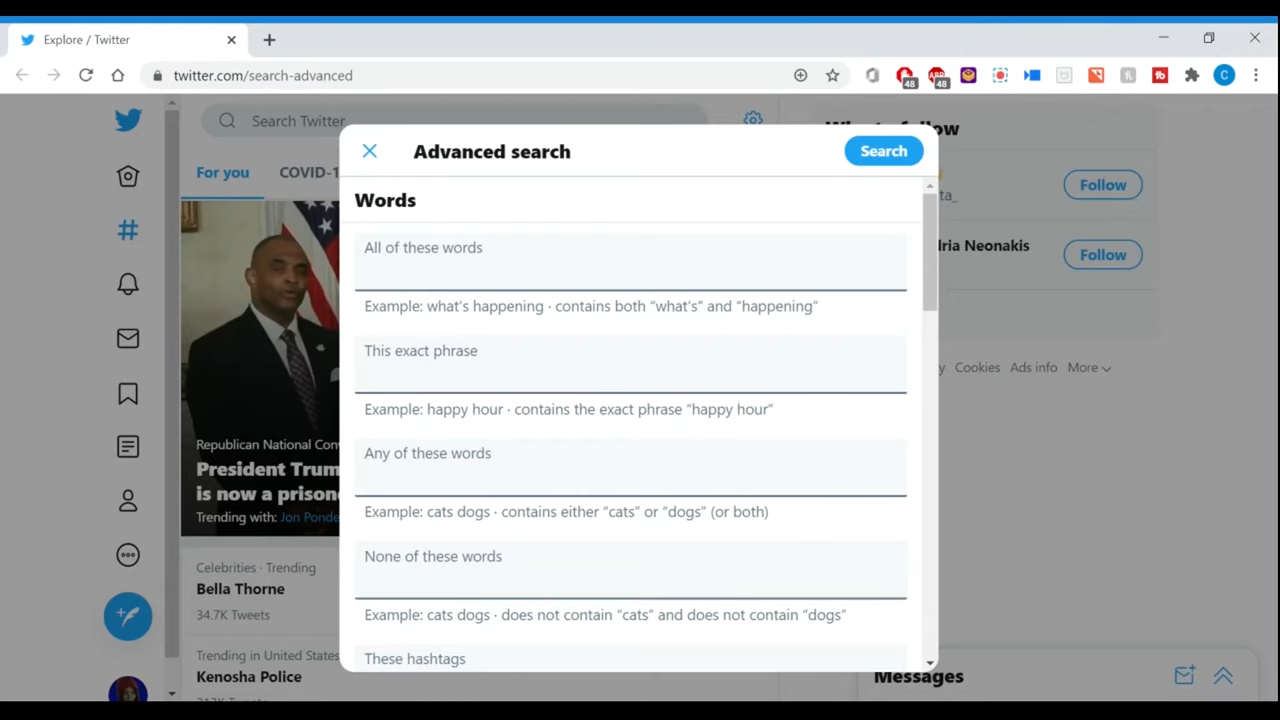 Explore / Twitter
twitter.com/search-advanced
48
48
C
Search Twitter
For you
COVID-1
Republican National Con
President Trum
is now a prison
Trending with: Jon Ponde
Celebrities · Trending
Bella Thorne
34.7K Tweets
Trending in United States
Kenosha Police
Advanced search
Search
Words
All of these words
Example: what's happening · contains both “what's” and “happening”
This exact phrase
Example: happy hour · contains the exact phrase “happy hour”
Any of these words
Example: cats dogs · contains either “cats” or “dogs” (or both)
None of these words
Example: cats dogs · does not contain “cats” and does not contain “dogs”
These hashtags
follow
ta_
Follow
dria Neonakis
Follow
y Cookies Ads info More
Messages